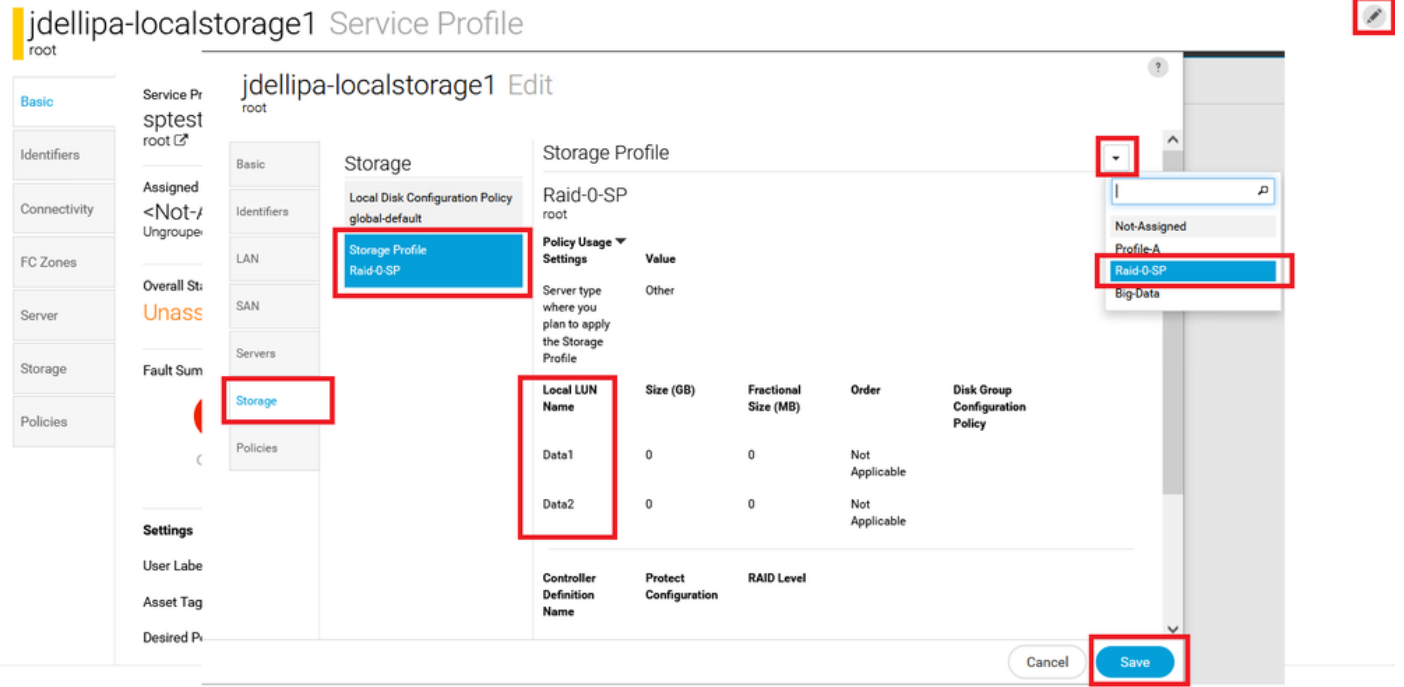 jdellipa-localstorage1 Service Profile
root
Basic
Identifiers
Connectivity
FC Zones
Server
Storage
Policies
Service Pr
sptest
root
Assigned
<Not-A
Ungroupe
Overall Sta
Unass
Fault Sum
Settings
User Labe
Asset Tag
Desired Po
jdellipa-localstorage1 Edit
root
?
Basic
Identifiers
LAN
SAN
Servers
Storage
Policies
Storage
Local Disk Configuration Policy
global-default
Storage Profile
Raid-0-SP
Storage Profile
Raid-0-SP
root
Policy Usage
Settings Value
Server type Other
where you
plan to apply
the Storage
Profile
Local LUN Size (GB) Fractional Order Disk Group
Name Size (MB) Configuration
Policy
Data1 0 0 Not
Applicable
Data2 0 0 Not
Applicable
Controller Protect RAID Level
Definition Configuration
Name
Not-Assigned
Profile-A
Raid-0-SP
Big-Data
Cancel Save